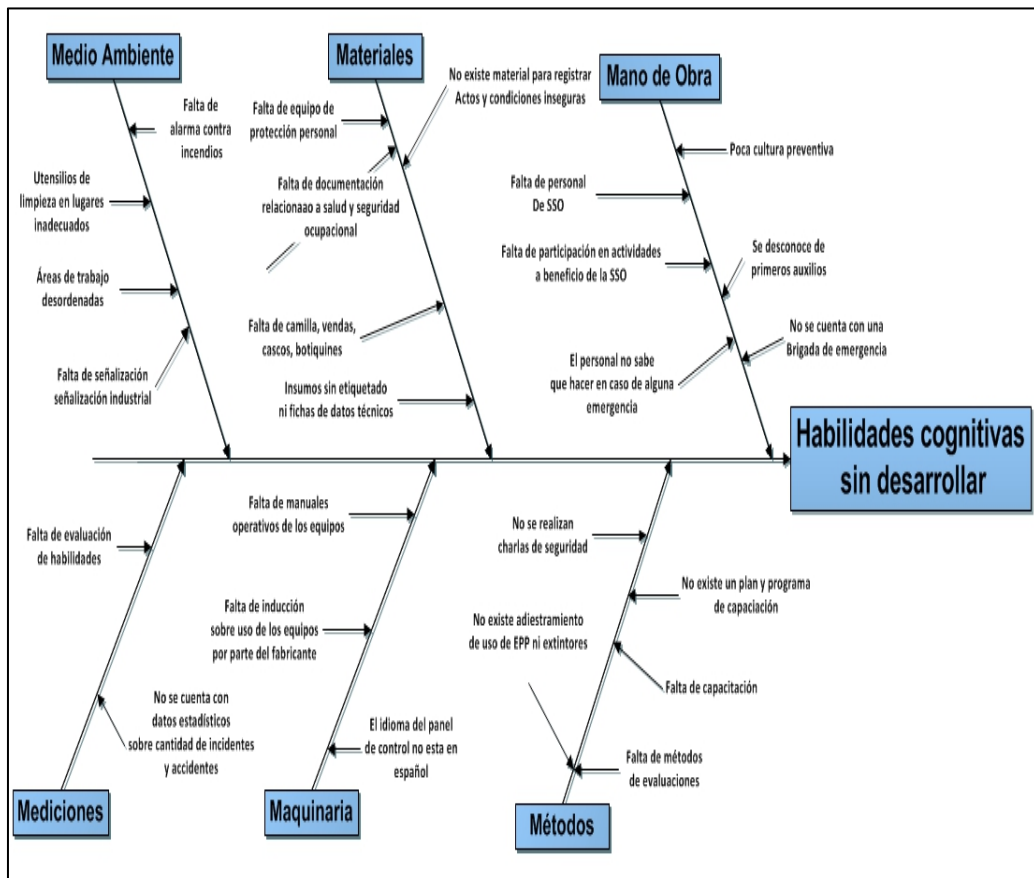 Medio Ambiente
Materiales
Mano de Obra
Falta de
alarma contra
incendios
Utensilios de
limpieza en lugares
inadecuados
Áreas de trabajo
desordenadas
Falta de señalización
señalización industrial
No existe material para registrar
Actos y condiciones inseguras
Falta de equipo de
protección personal
Falta de documentación
relacionaao a salud y seguridad
ocupacional
Falta de camilla, vendas,
cascos, botiquines
Insumos sin etiquetado
ni fichas de datos técnicos
Poca cultura preventiva
Falta de personal
De SSO
Falta de participación en actividades
a beneficio de la SSO
Se desconoce de
primeros auxilios
No se cuenta con una
Brigada de emergencia
El personal no sabe
que hacer en caso de alguna
emergencia
Habilidades cognitivas
sin desarrollar
Falta de evaluación
de habilidades
No se cuenta con
datos estadísticos
sobre cantidad de incidentes
y accidentes
Falta de manuales
operativos de los equipos
Falta de inducción
sobre uso de los equipos
por parte del fabricante
El idioma del panel
de control no esta en
español
No se realizan
charlas de seguridad
No existe un plan y programa
de capaciación
No existe adiestramiento
de uso de EPP ni extintores
Falta de capacitación
Falta de métodos
de evaluaciones
Mediciones
Maquinaria
Métodos